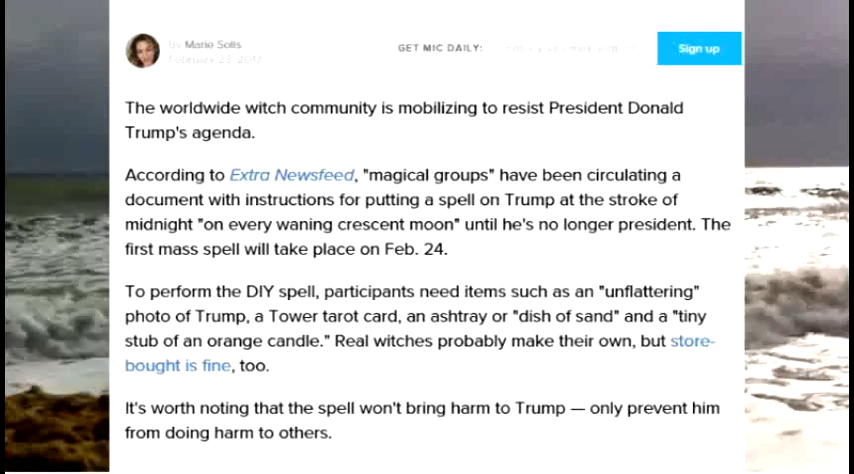 by Marie Solis
February 23, 2017
GET MIC DAILY:
Sign up
The worldwide witch community is mobilizing to resist President Donald
Trump's agenda.
According to Extra Newsfeed, "magical groups" have been circulating a
document with instructions for putting a spell on Trump at the stroke of
midnight "on every waning crescent moon" until he's no longer president. The
first mass spell will take place on Feb. 24.
To perform the DIY spell, participants need items such as an "unflattering"
photo of Trump, a Tower tarot card, an ashtray or "dish of sand" and a "tiny
stub of an orange candle." Real witches probably make their own, but store-
bought is fine, too.
It's worth noting that the spell won't bring harm to Trump — only prevent him
from doing harm to others.